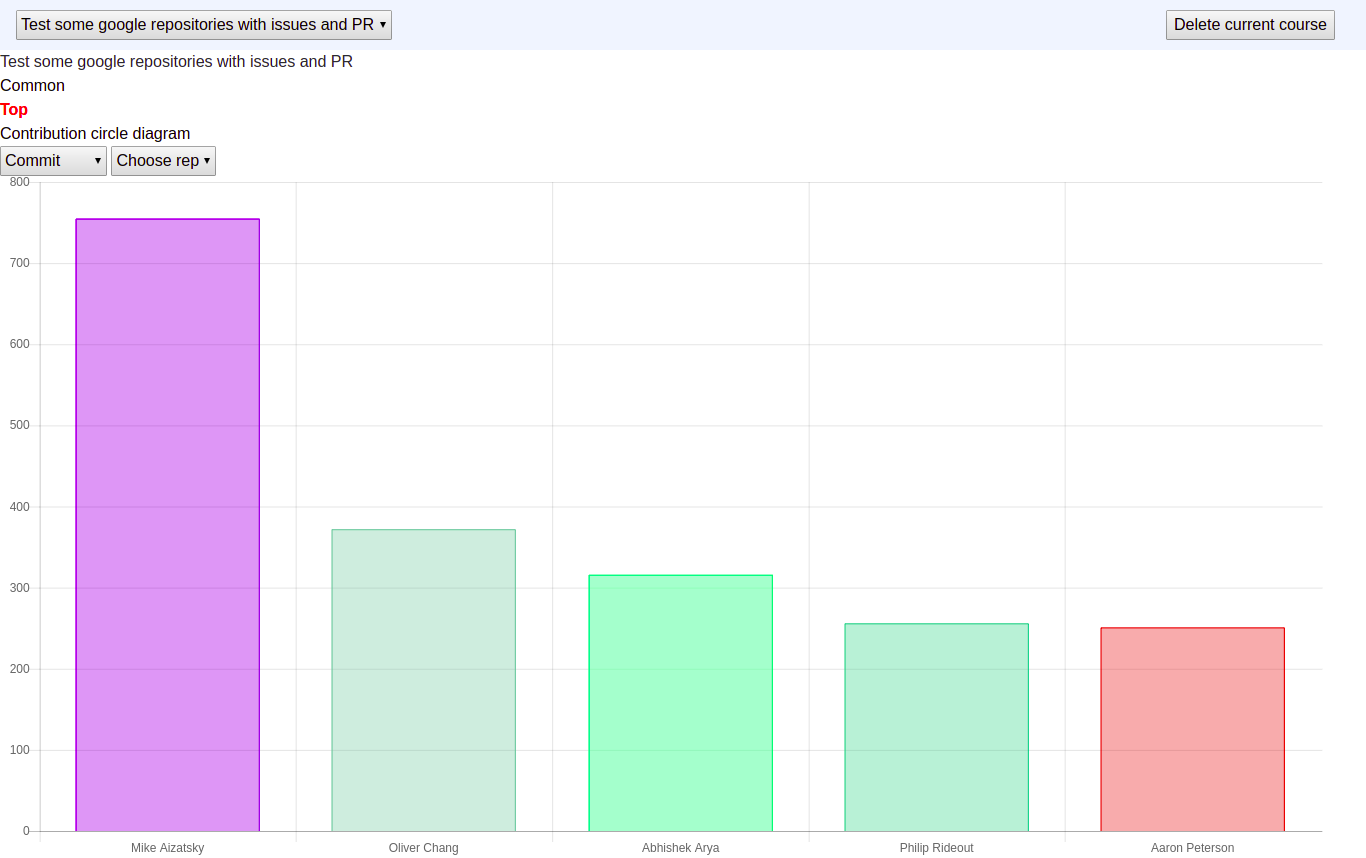 Test some google repositories with issues and PR
Delete current course
Test some google repositories with issues and PR
Common
Top
Contribution circle diagram
Commit
Choose rep
800
700
600
500
400
300
200
100
0
Mike Aizatsky
Oliver Chang
Abhishek Arya
Philip Rideout
Aaron Peterson